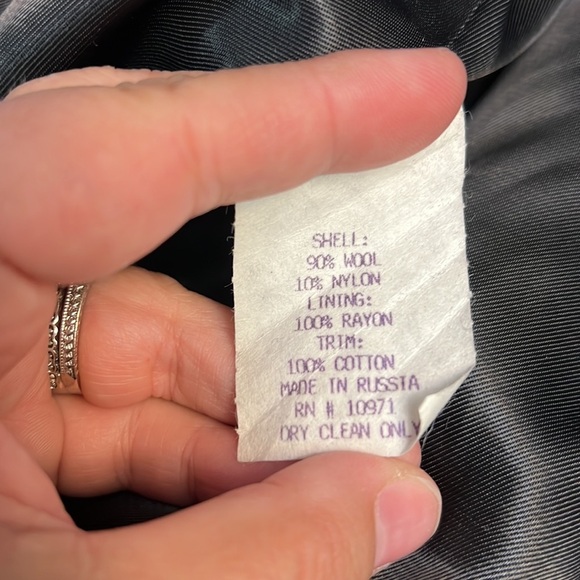 SHELL:
90% WOOL
10% NYLON
LINING:
100% RAYON
TRIM:
100% COTTON
MADE IN RUSSIA
RN # 10971
DRY CLEAN ONLY